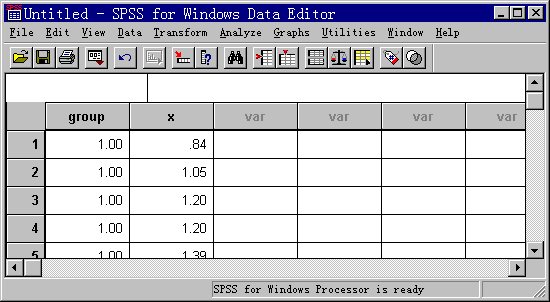 Untitled - SPSS for Windows Data Editor
File Edit View Data Transform Analyze Graphs Utilities Window Help
group x var var var var
1 1.00 .84
2 1.00 1.05
3 1.00 1.20
4 1.00 1.20
5 1.00 1.39
SPSS for Windows Processor is ready